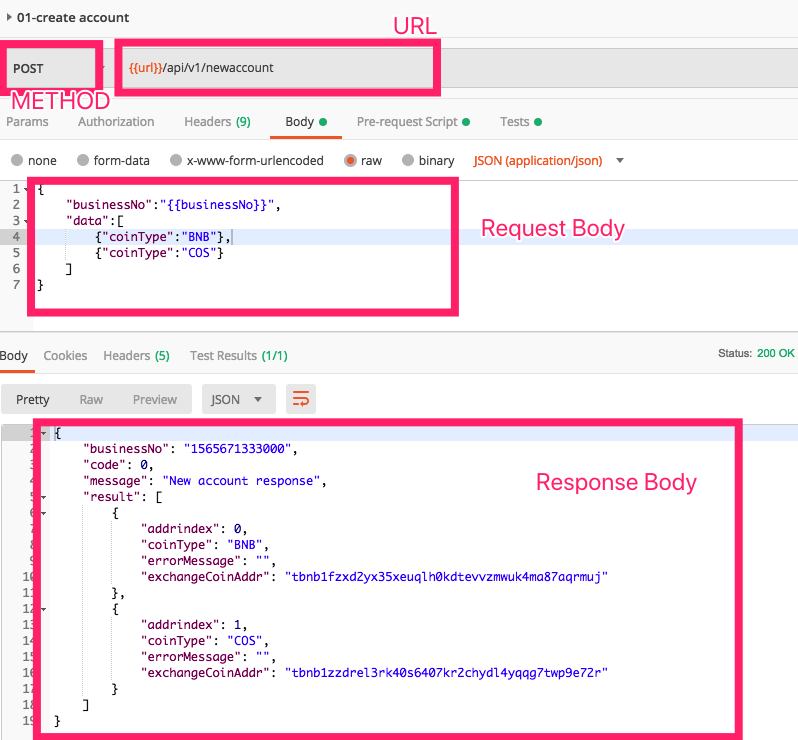 01-create account
URL
POST
{{url}}/api/v1/newaccount
METHOD
Params Authorization Headers (9) Body Pre-request Script Tests
none form-data x-www-form-urlencoded raw binary JSON (application/json)
1 {
2 "businessNo":"{{businessNo}}",
3 "data":[
4 {"coinType":"BNB"},
5 {"coinType":"COS"}
6 ]
7 }
Request Body
Body Cookies Headers (5) Test Results (1/1) Status: 200 OK
Pretty Raw Preview JSON
1 {
2 "businessNo": "1565671333000",
3 "code": 0,
4 "message": "New account response",
5 "result": [
6 {
7 "addrindex": 0,
8 "coinType": "BNB",
9 "errorMessage": "",
10 "exchangeCoinAddr": "tbnb1fzxd2yx35xeuqlh0kdtevvzmwuk4ma87aqrmuj"
11 },
12 {
13 "addrindex": 1,
14 "coinType": "COS",
15 "errorMessage": "",
16 "exchangeCoinAddr": "tbnb1zzdrel3rk40s6407kr2chydl4yqqg7twp9e72r"
17 }
18 ]
19 }
Response Body